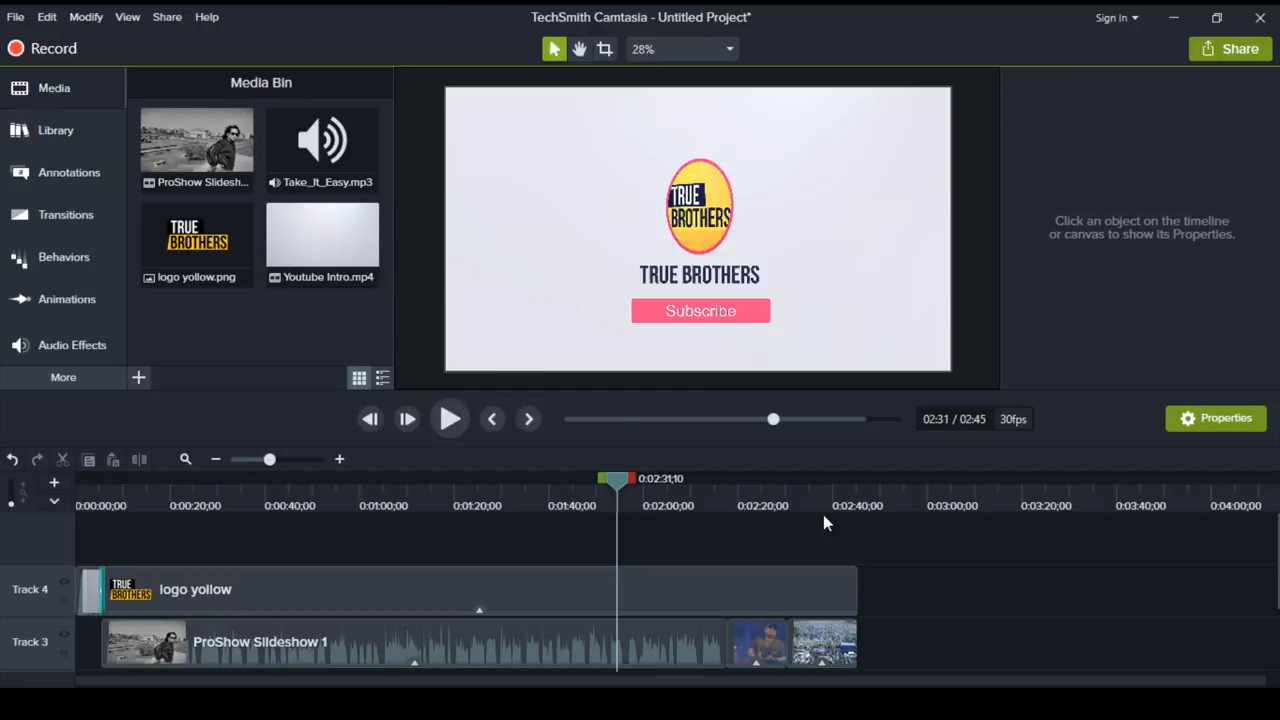 File Edit Modify View Share Help
TechSmith Camtasia - Untitled Project*
Sign In
Record
28%
Share
Media
Library
Annotations
Transitions
Behaviors
Animations
Audio Effects
More
Media Bin
ProShow Slidesh...
Take_It_Easy.mp3
TRUE
BROTHERS
logo yollow.png
Youtube Intro.mp4
TRUE
BROTHERS
TRUE BROTHERS
Subscribe
Click an object on the timeline
or canvas to show its Properties.
02:31 / 02:45 30fps
Properties
0:02:31;10
0:00:00;00 0:00:20;00 0:00:40;00 0:01:00;00 0:01:20;00 0:01:40;00 0:02:00;00 0:02:20;00 0:02:40;00 0:03:00;00 0:03:20;00 0:03:40;00 0:04:00;00
Track 4
TRUE
BROTHERS
logo yollow
Track 3
ProShow Slideshow 1